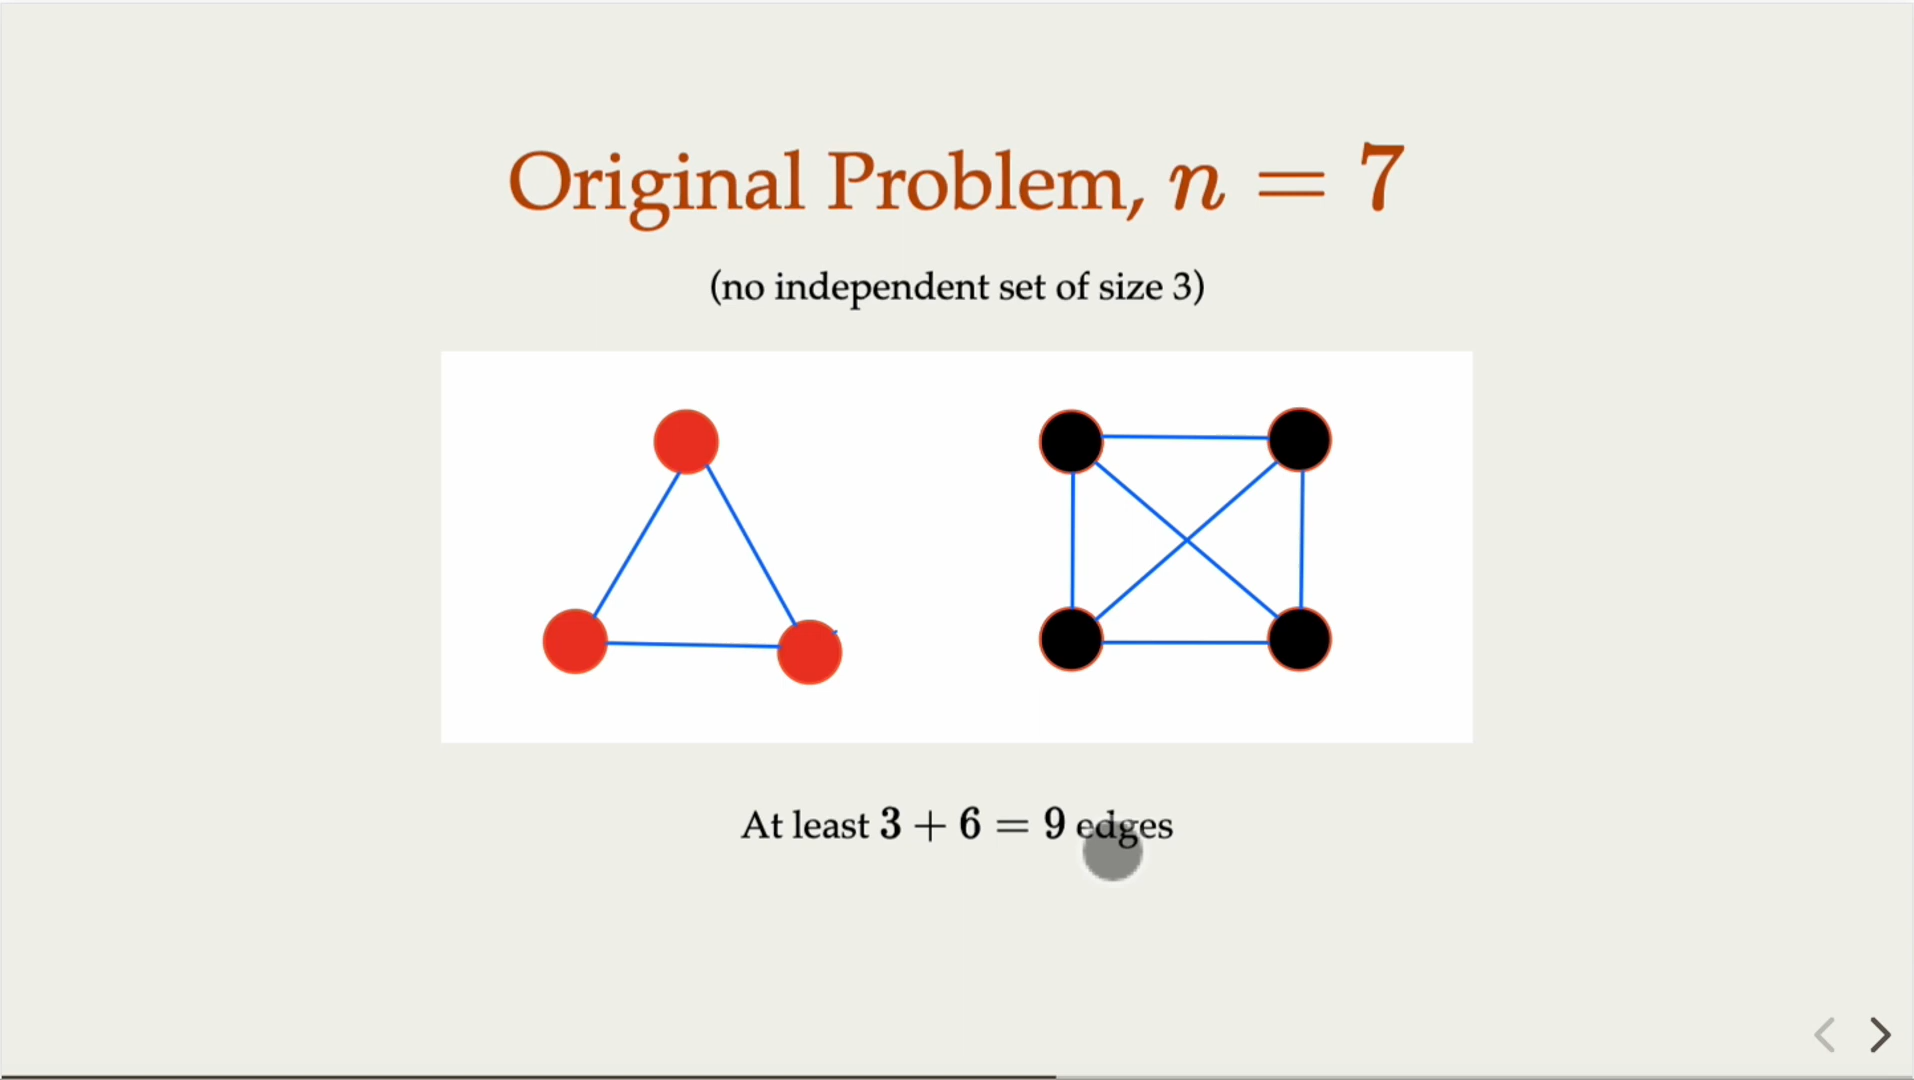 Original Problem, n = 7
(no independent set of size 3)
At least 3 + 6 = 9 edges